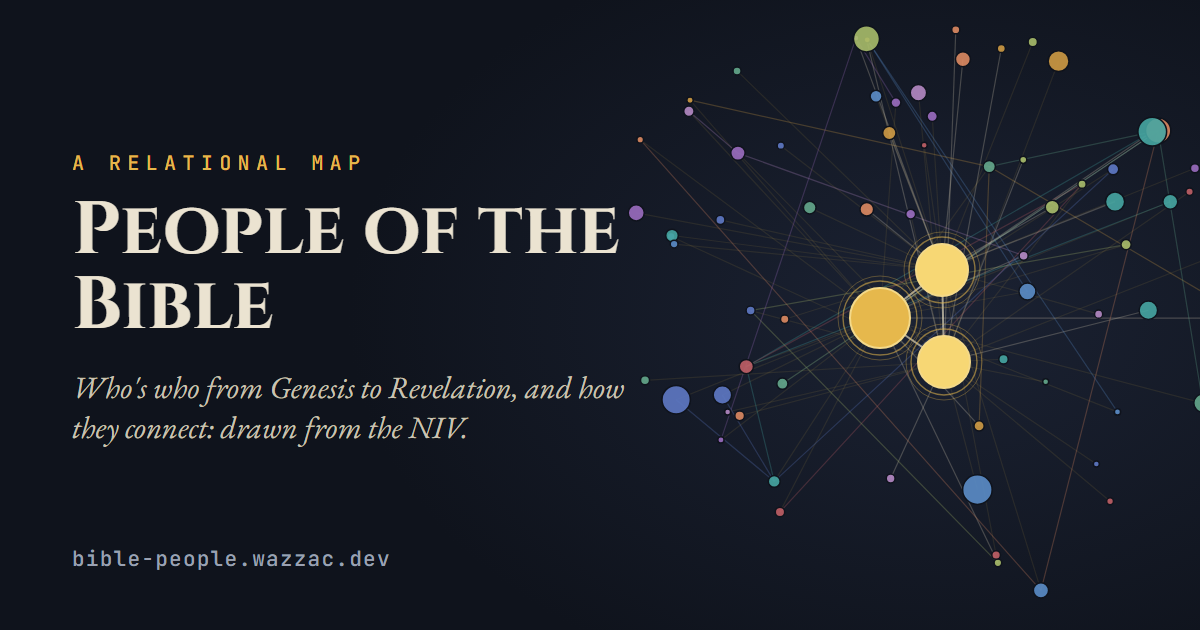 A RELATIONAL MAP
PEOPLE OF THE
BIBLE
Who's who from Genesis to Revelation, and how
they connect: drawn from the NIV.
bible-people.wazzac.dev